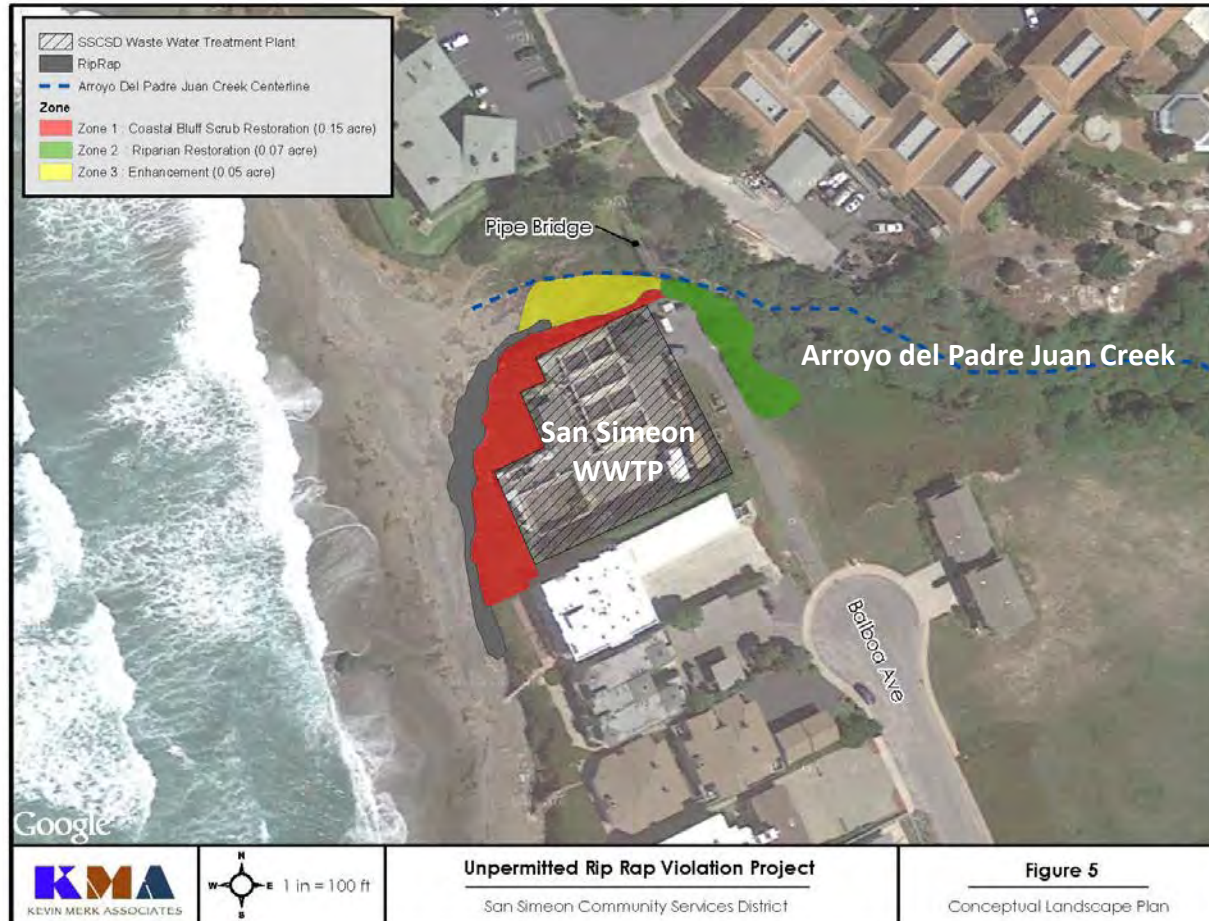 SSCSD Waste Water Treatment Plant
RipRap
Arroyo Del Padre Juan Creek Centerline
Zone
Zone 1 : Coastal Bluff Scrub Restoration (0.15 acre)
Zone 2 : Riparian Restoration (0.07 acre)
Zone 3 : Enhancement (0.05 acre)
Pipe Bridge
Arroyo del Padre Juan Creek
San Simeon
WWTP
Balboa Ave
Google
KMA
KEVIN MERK ASSOCIATES
N
W E
S
1 in = 100 ft
Unpermitted Rip Rap Violation Project
San Simeon Community Services District
Figure 5
Conceptual Landscape Plan